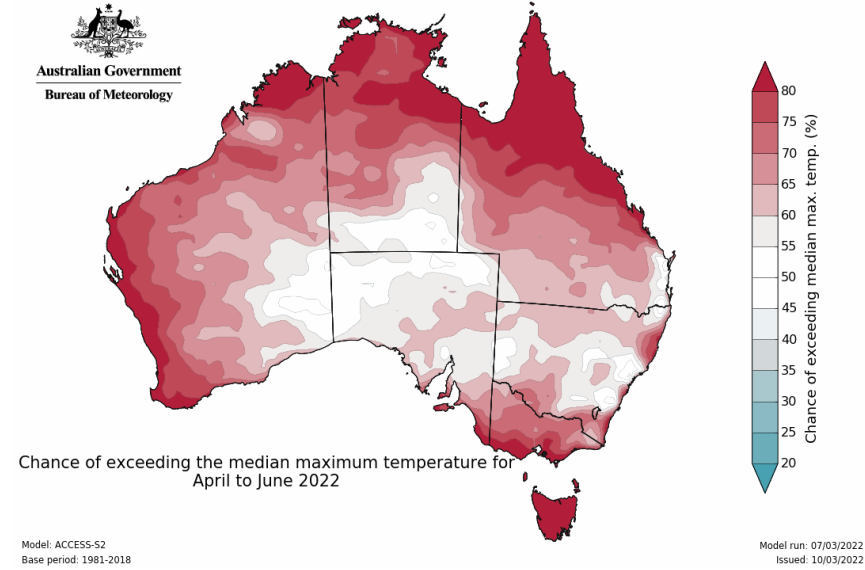 Australian Government
Bureau of Meteorology
80
75
70
65
60
55
50
45
40
35
30
25
20
Chance of exceeding median max. temp. (%)
Chance of exceeding the median maximum temperature for
April to June 2022
Model: ACCESS-S2
Base period: 1981-2018
Model run: 07/03/2022
Issued: 10/03/2022